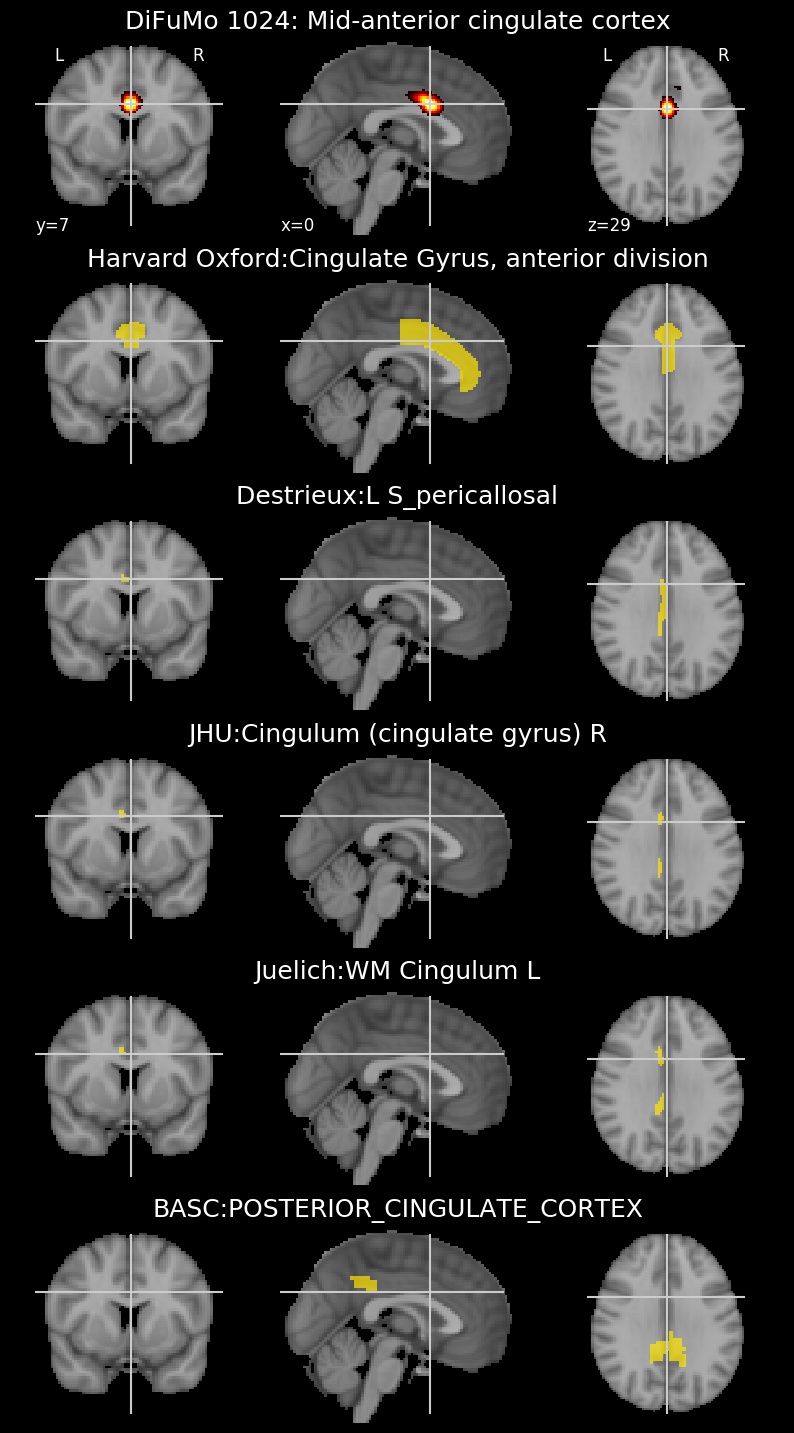 DiFuMo 1024: Mid-anterior cingulate cortex
L R L R
y=7 x=0 z=29
Harvard Oxford:Cingulate Gyrus, anterior division
Destrieux:L S_pericallosal
JHU:Cingulum (cingulate gyrus) R
Juelich:WM Cingulum L
BASC:POSTERIOR_CINGULATE_CORTEX